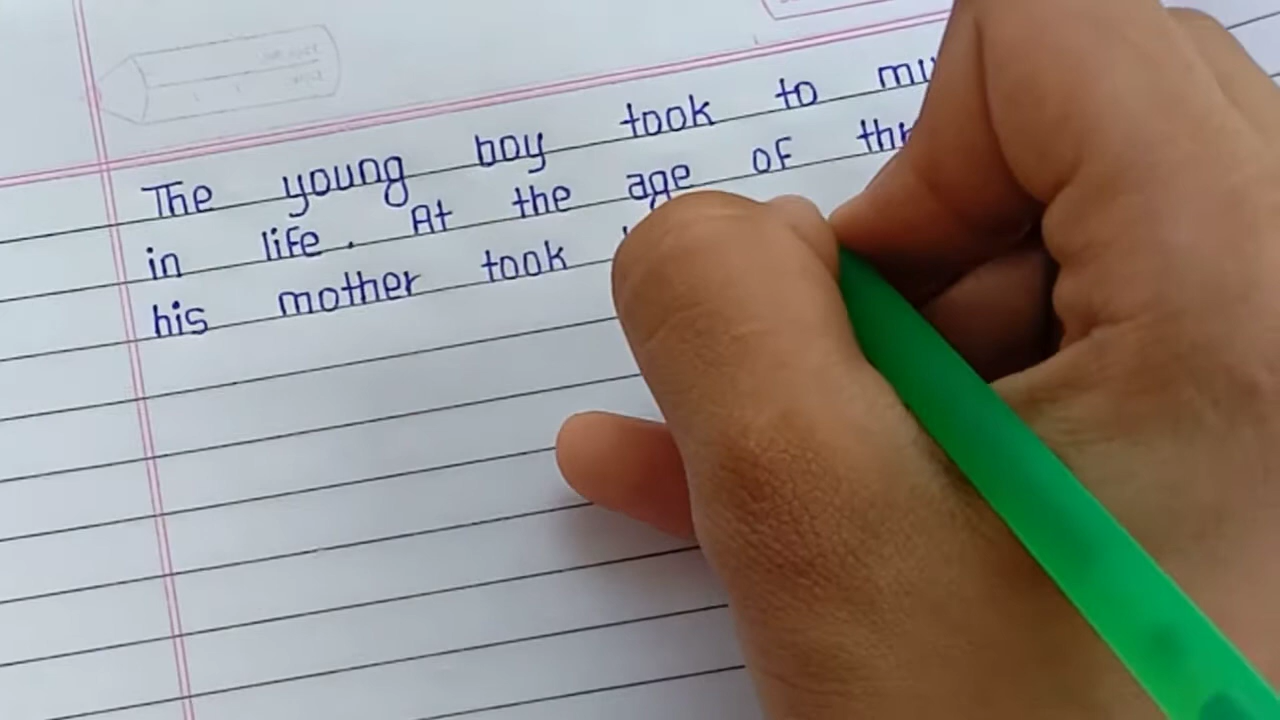 The young boy took to
in life. At the age of
his mother took